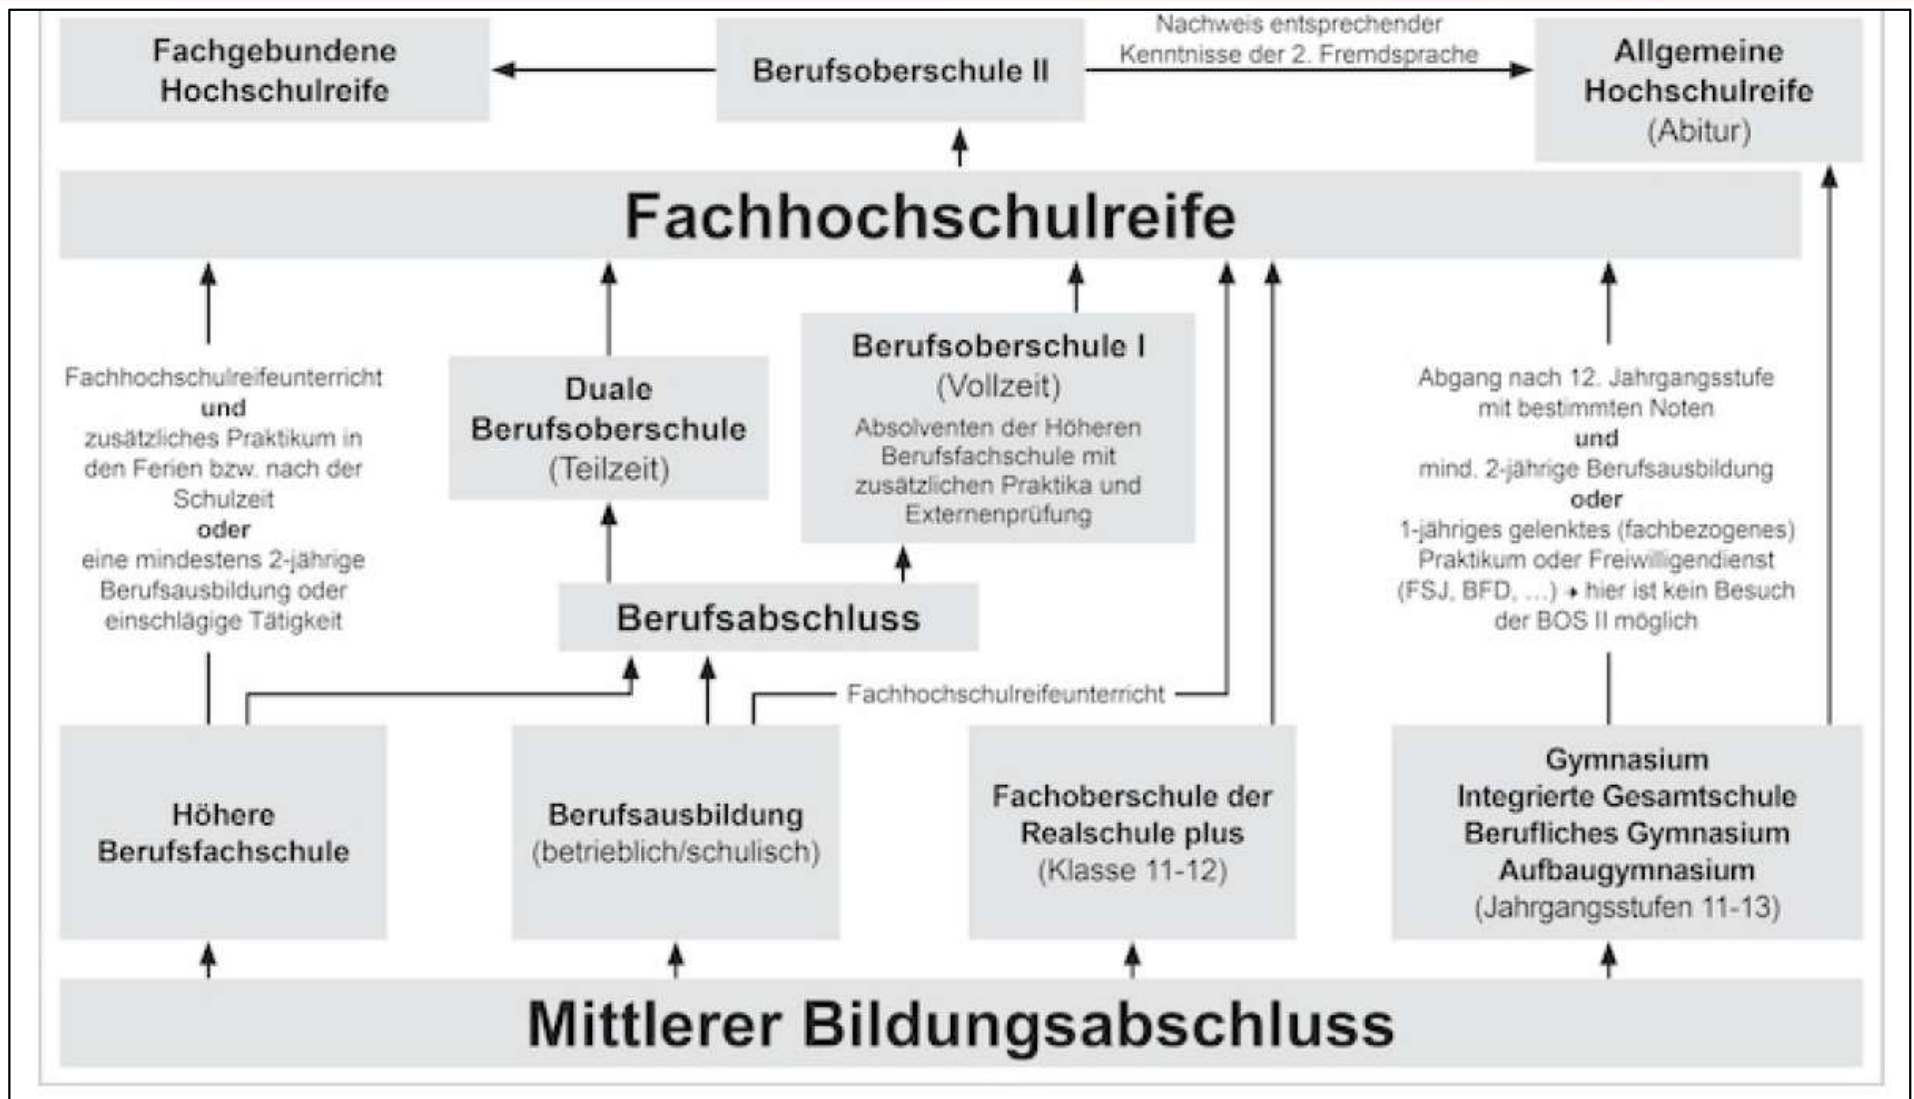 Fachgebundene
Hochschulreife
Berufsoberschule II
Nachweis entsprechender
Kenntnisse der 2. Fremdsprache
Allgemeine
Hochschulreife
(Abitur)
Fachhochschulreife
Fachhochschulreifeunterricht
und
zusätzliches Praktikum in
den Ferien bzw. nach der
Schulzeit
oder
eine mindestens 2-jährige
Berufsausbildung oder
einschlägige Tätigkeit
Duale
Berufsoberschule
(Teilzeit)
Berufsoberschule I
(Vollzeit)
Absolventen der Höheren
Berufsfachschule mit
zusätzlichen Praktika und
Externenprüfung
Abgang nach 12. Jahrgangsstufe
mit bestimmten Noten
und
mind. 2-jährige Berufsausbildung
oder
1-jähriges gelenktes (fachbezogenes)
Praktikum oder Freiwilligendienst
(FSJ, BFD, ...) → hier ist kein Besuch
der BOS II möglich
Berufsabschluss
Fachhochschulreifeunterricht
Höhere
Berufsfachschule
Berufsausbildung
(betrieblich/schulisch)
Fachoberschule der
Realschule plus
(Klasse 11-12)
Gymnasium
Integrierte Gesamtschule
Berufliches Gymnasium
Aufbaugymnasium
(Jahrgangsstufen 11-13)
Mittlerer Bildungsabschluss